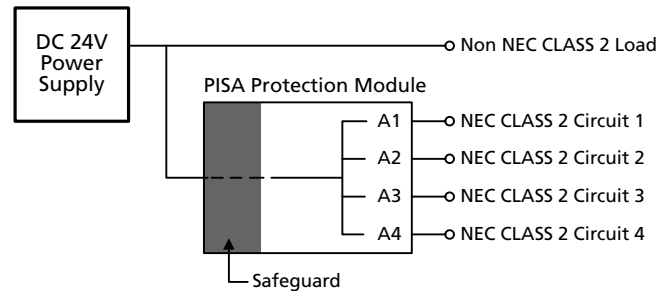 DC 24V
Power
Supply
Non NEC CLASS 2 Load
PISA Protection Module
A1
NEC CLASS 2 Circuit 1
A2
NEC CLASS 2 Circuit 2
A3
NEC CLASS 2 Circuit 3
A4
NEC CLASS 2 Circuit 4
Safeguard